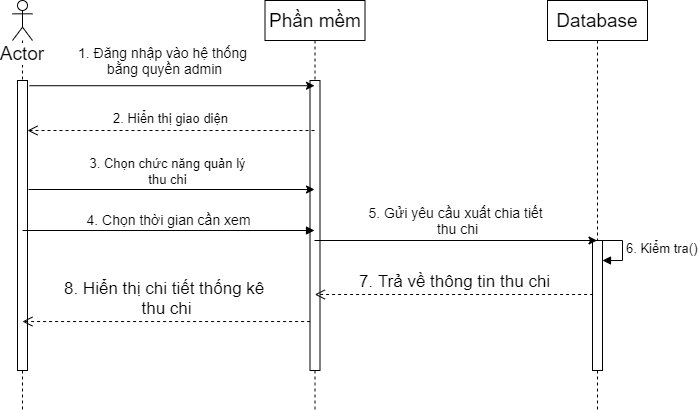 Actor
Phần mềm
Database
1. Đăng nhập vào hệ thống
bằng quyền admin
2. Hiển thị giao diện
3. Chọn chức năng quản lý
thu chi
4. Chọn thời gian cần xem
5. Gửi yêu cầu xuất chia tiết
thu chi
6. Kiểm tra()
7. Trả về thông tin thu chi
8. Hiển thị chi tiết thống kê
thu chi